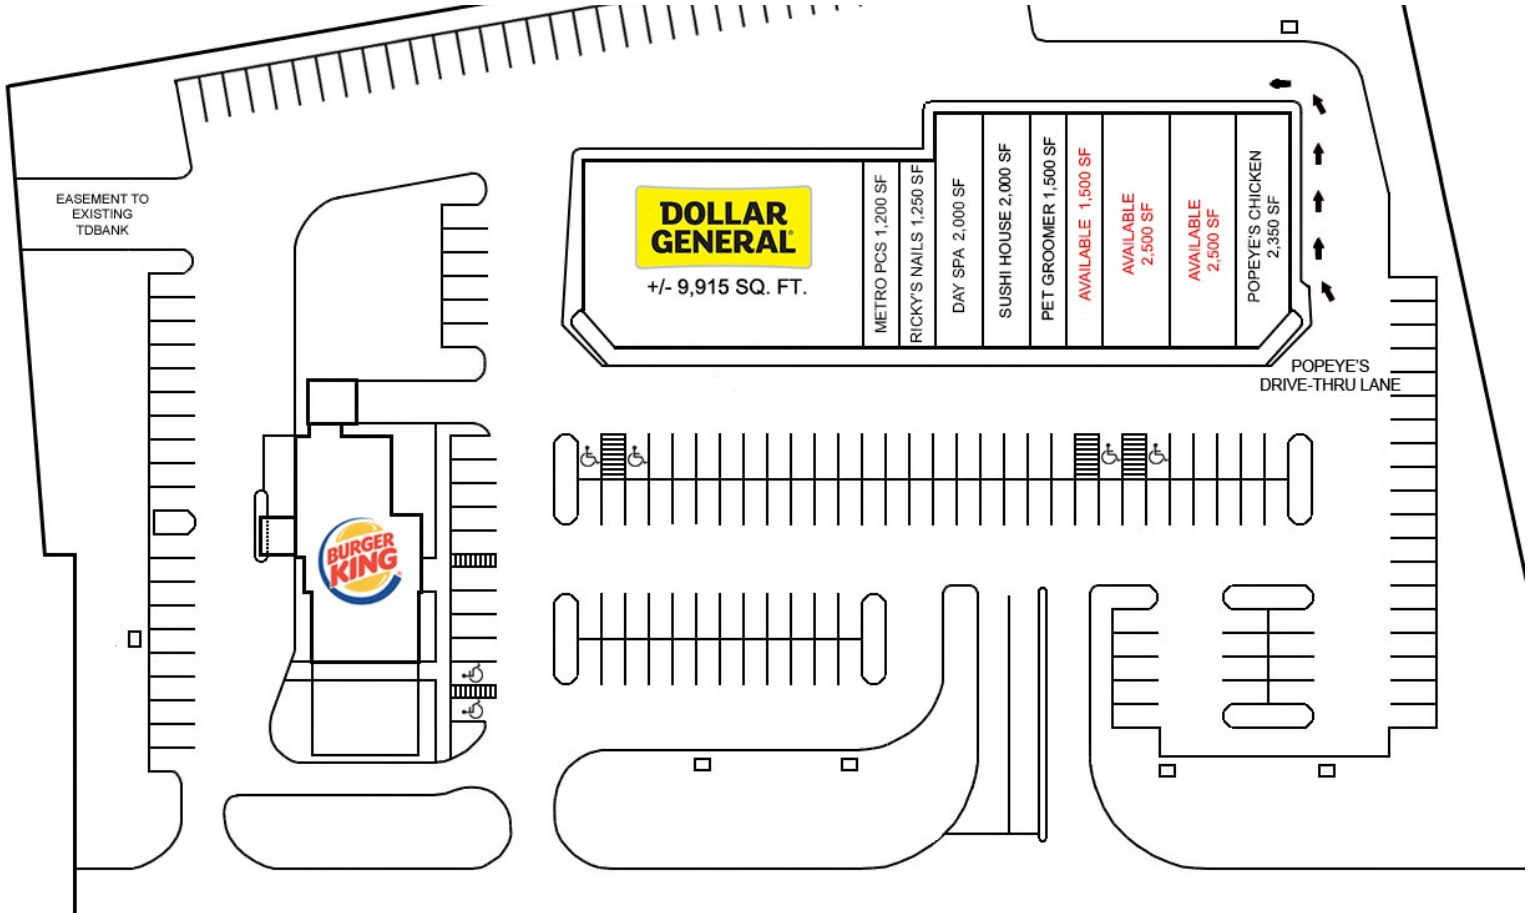 EASEMENT TO
EXISTING
TDBANK
DOLLAR
GENERAL
+/- 9,915 SQ. FT.
METRO PCS 1,200 SF
RICKY'S NAILS 1,250 SF
DAY SPA 2,000 SF
SUSHI HOUSE 2,000 SF
PET GROOMER 1,500 SF
AVAILABLE 1,500 SF
AVAILABLE
2,500 SF
AVAILABLE
2,500 SF
POPEYE'S CHICKEN
2,350 SF
POPEYE'S
DRIVE-THRU LANE
BURGER
KING